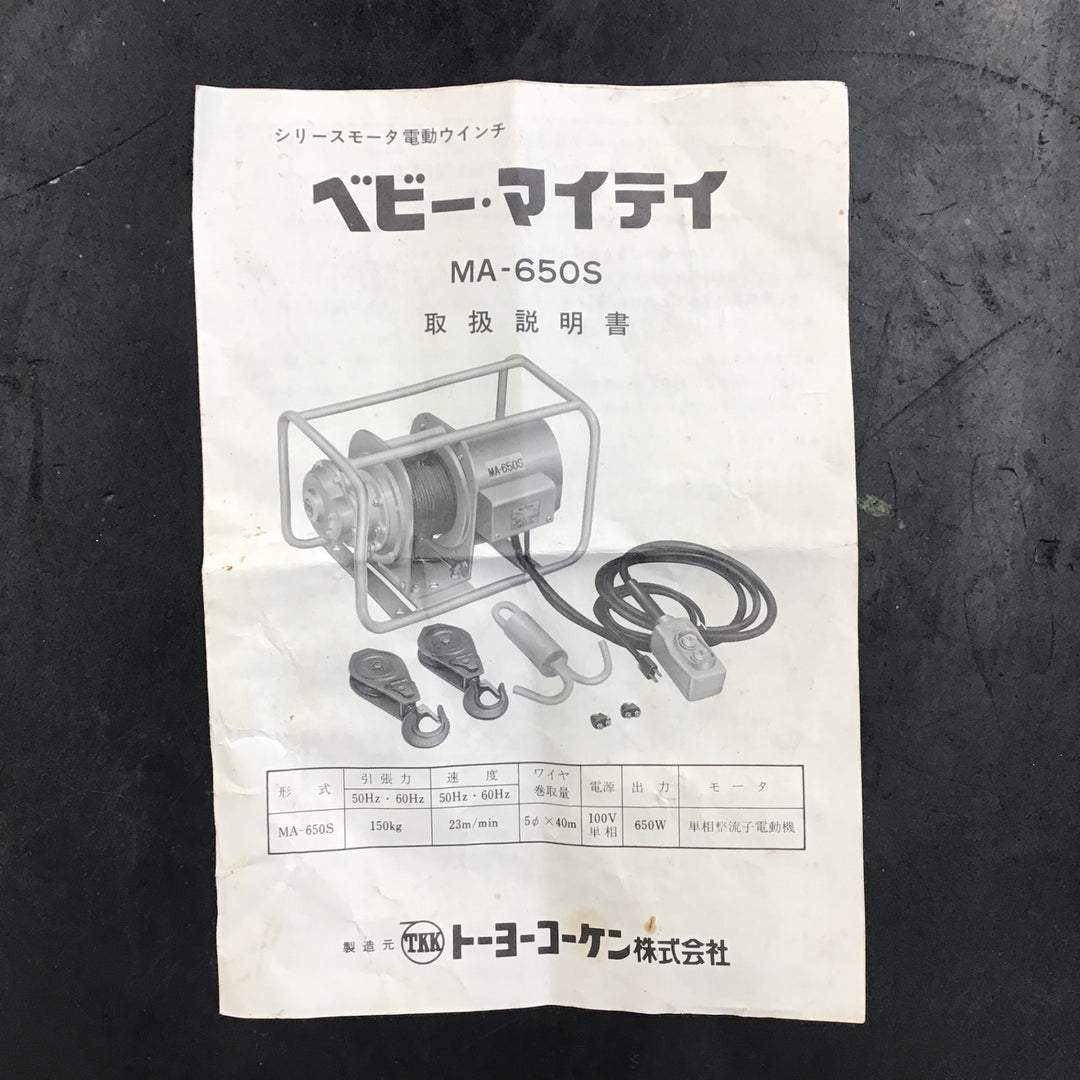 シリースモータ電動ウインチ
ベビー・マイテイ
MA-650S
取扱説明書
MA-650S
形式 引張力 速度 ワイヤ巻取量 電源 出力 モータ
50Hz・60Hz 50Hz・60Hz
MA-650S 150kg 23m/min 5φ×40m 100V単相 650W 単相整流子電動機
製造元 TKK トーヨーコーケン株式会社